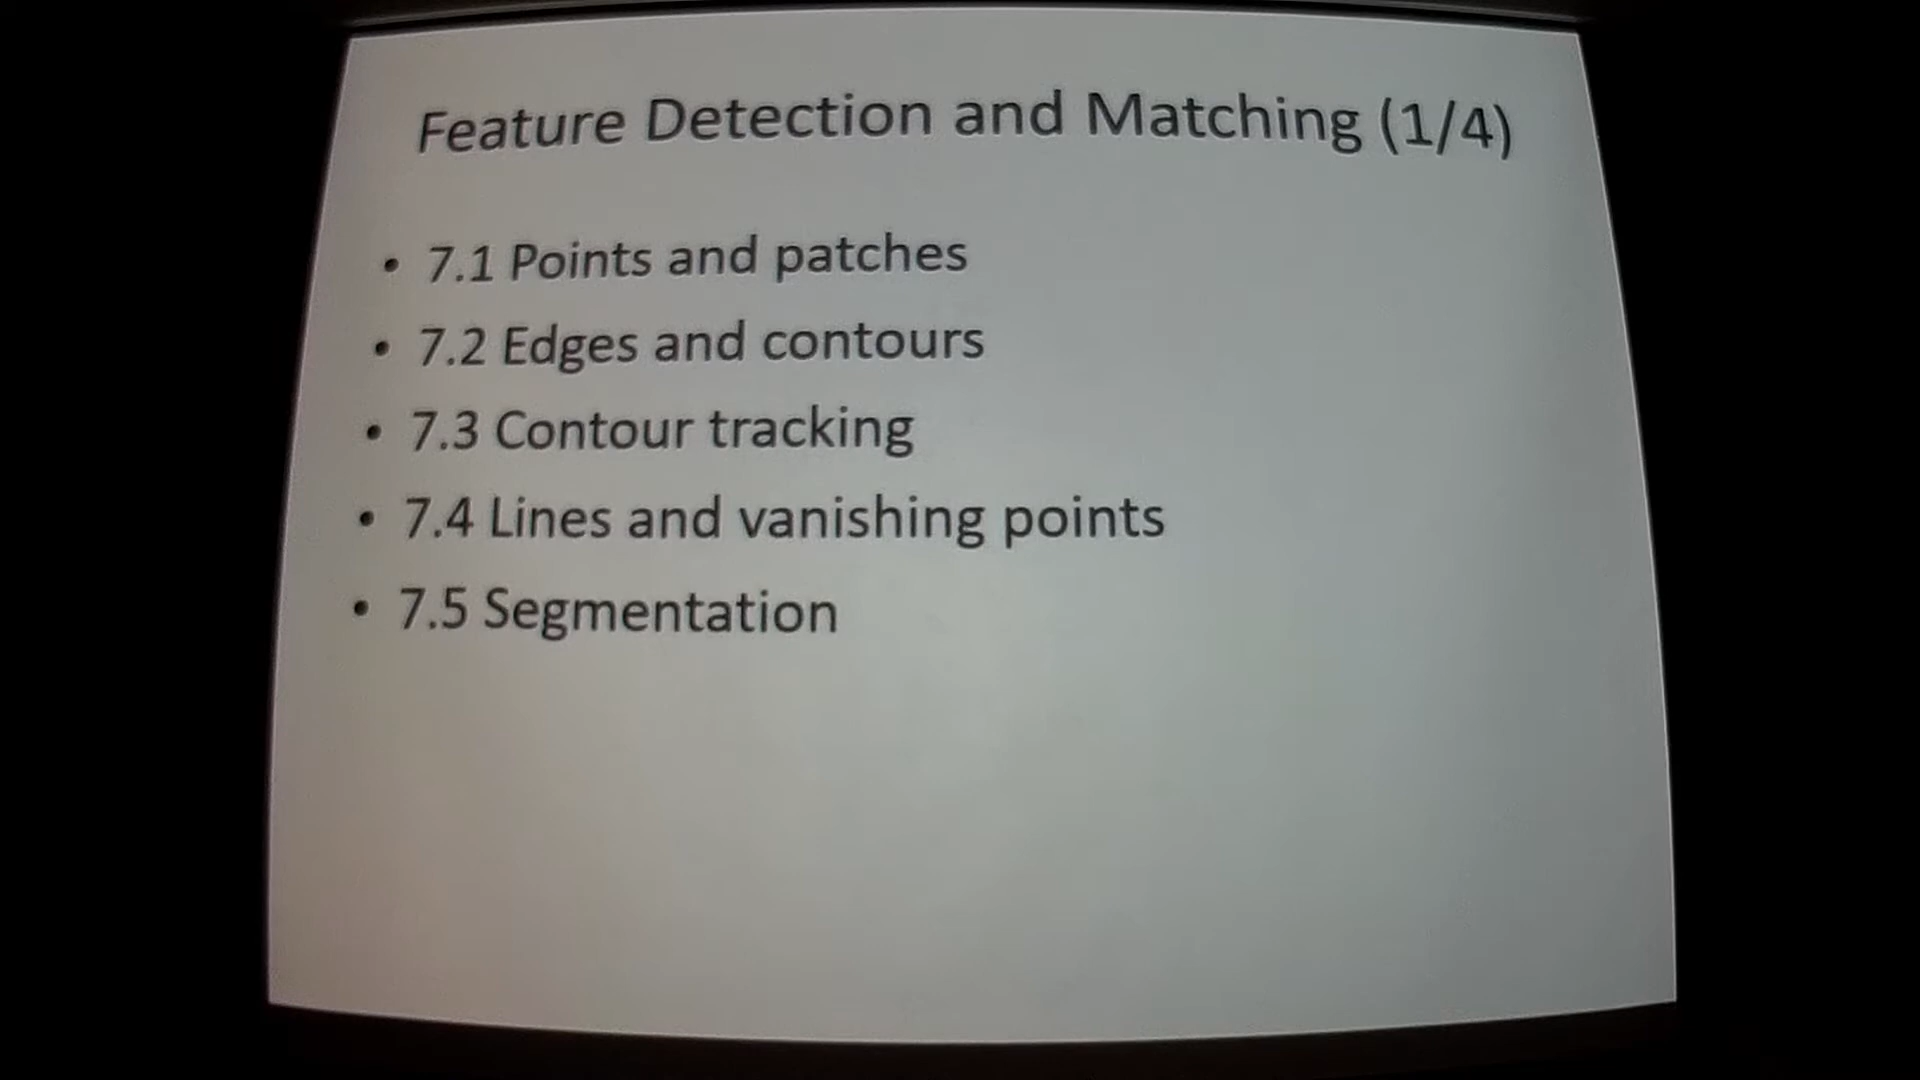 Feature Detection and Matching (1/4)
• 7.1 Points and patches
• 7.2 Edges and contours
• 7.3 Contour tracking
• 7.4 Lines and vanishing points
• 7.5 Segmentation